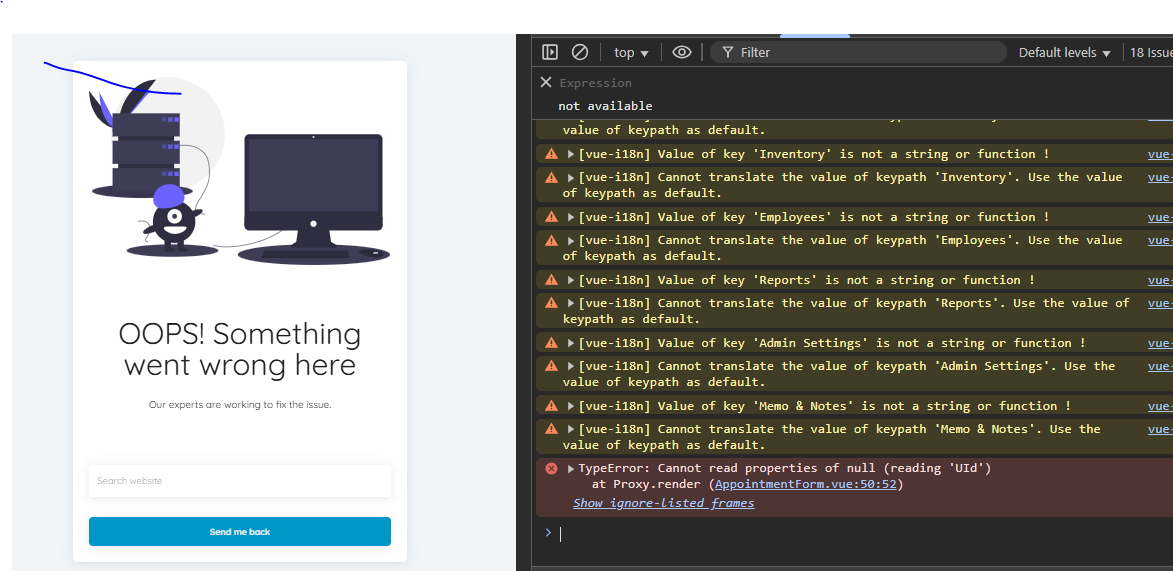 top
Filter
Default levels
18 Issue
Expression
not available
value of keypath as default.
[vue-i18n] Value of key 'Inventory' is not a string or function !
vue-
[vue-i18n] Cannot translate the value of keypath 'Inventory'. Use the value
vue-
of keypath as default.
[vue-i18n] Value of key 'Employees' is not a string or function !
vue-
[vue-i18n] Cannot translate the value of keypath 'Employees'. Use the value
vue-
of keypath as default.
[vue-i18n] Value of key 'Reports' is not a string or function !
vue-
[vue-i18n] Cannot translate the value of keypath 'Reports'. Use the value of
vue-
keypath as default.
[vue-i18n] Value of key 'Admin Settings' is not a string or function !
vue-
[vue-i18n] Cannot translate the value of keypath 'Admin Settings'. Use the
vue-
value of keypath as default.
[vue-i18n] Value of key 'Memo & Notes' is not a string or function !
vue-
[vue-i18n] Cannot translate the value of keypath 'Memo & Notes'. Use the
vue-
value of keypath as default.
TypeError: Cannot read properties of null (reading 'UId')
at Proxy.render (AppointmentForm.vue:50:52)
Show ignore-listed frames
OOPS! Something
went wrong here
Our experts are working to fix the issue.
Search website
Send me back